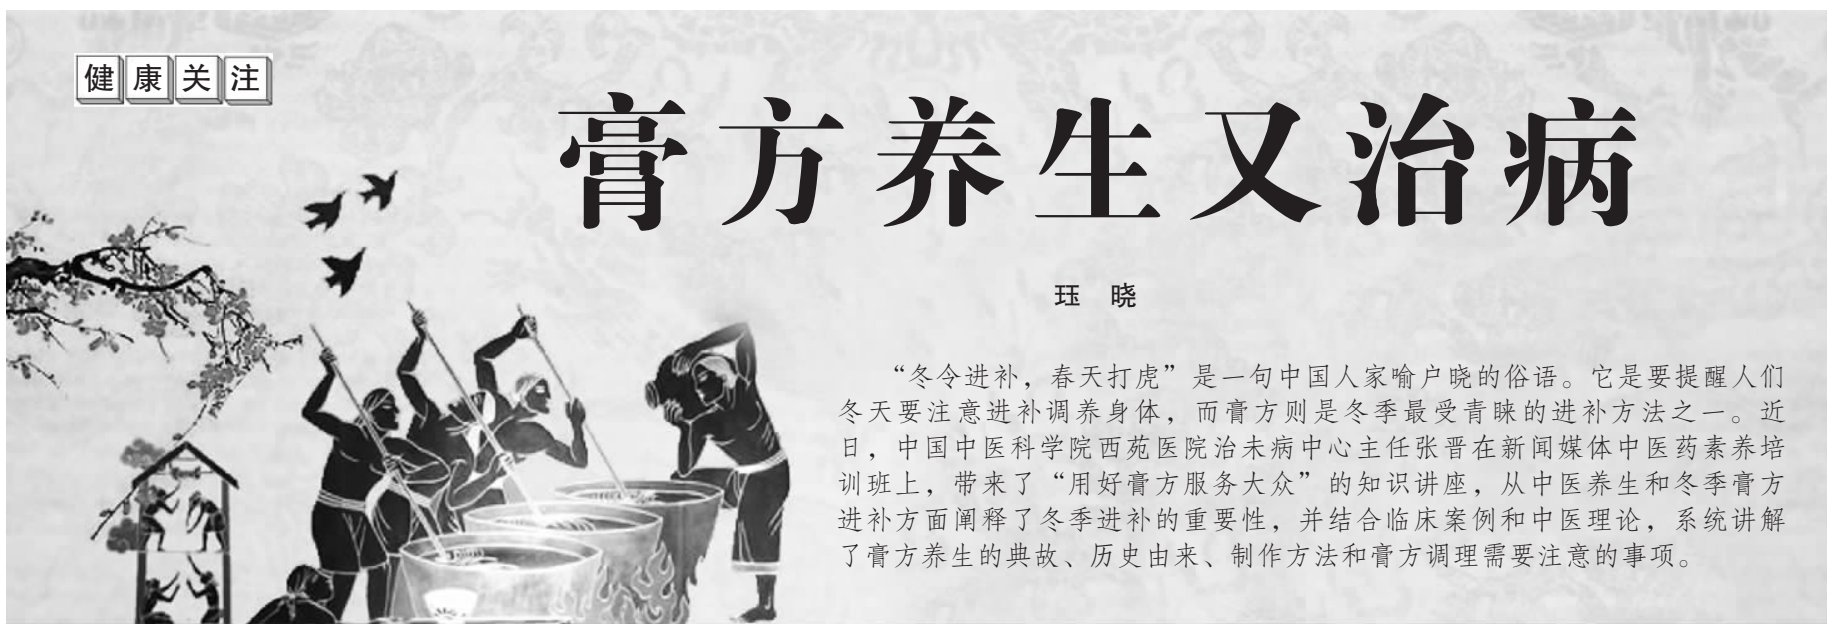 健康关注
膏方养生又治病
珏 晓
“冬令进补，春天打虎”是一句中国人家喻户晓的俗语。它是要提醒人们
冬天要注意进补调养身体，而膏方则是冬季最受青睐的进补方法之一。近
日，中国中医科学院西苑医院治未病中心主任张晋在新闻媒体中医药素养培
训班上，带来了“用好膏方服务大众”的知识讲座，从中医养生和冬季膏方
进补方面阐释了冬季进补的重要性，并结合临床案例和中医理论，系统讲解
了膏方养生的典故、历史由来、制作方法和膏方调理需要注意的事项。